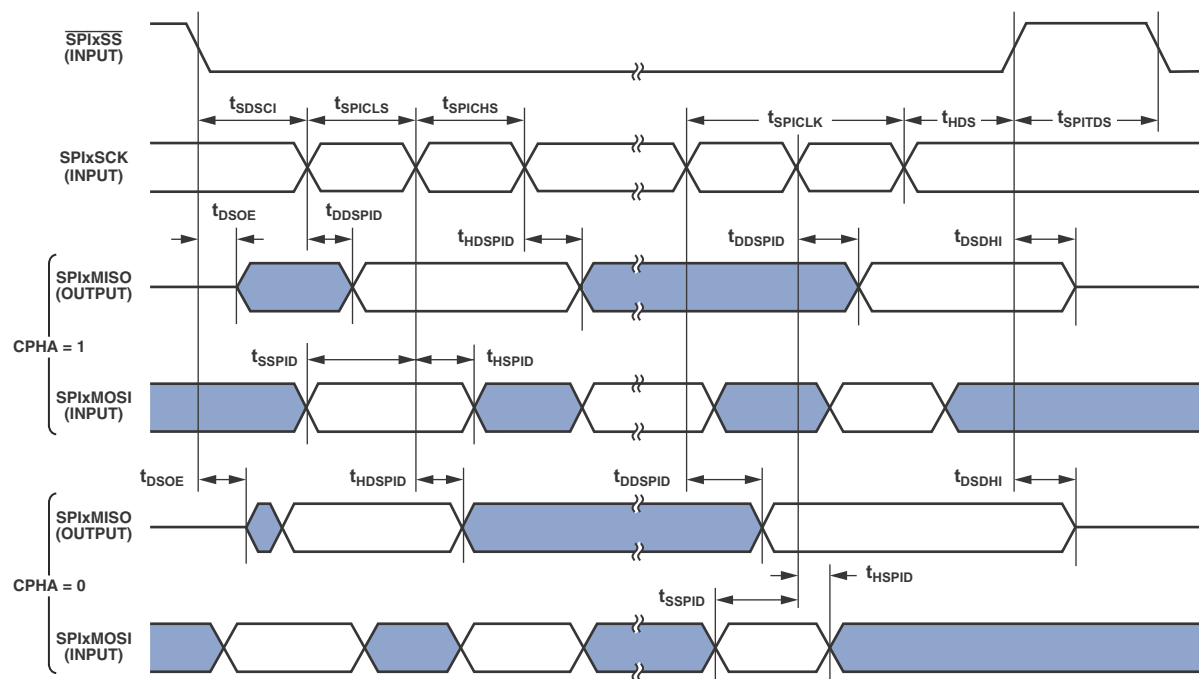 SPIxSS
(INPUT)
tSDSCI
tSPICLS
tSPICHS
tSPICLK
tHDS
tSPITDS
SPIxSCK
(INPUT)
tDSOE
tDDSPID
tHDSPID
tDDSPID
tDSDHI
SPIxMISO
(OUTPUT)
CPHA = 1
tSSPID
tHSPID
SPIxMOSI
(INPUT)
tDSOE
tHDSPID
tDDSPID
tDSDHI
SPIxMISO
(OUTPUT)
CPHA = 0
tHSPID
tSSPID
SPIxMOSI
(INPUT)